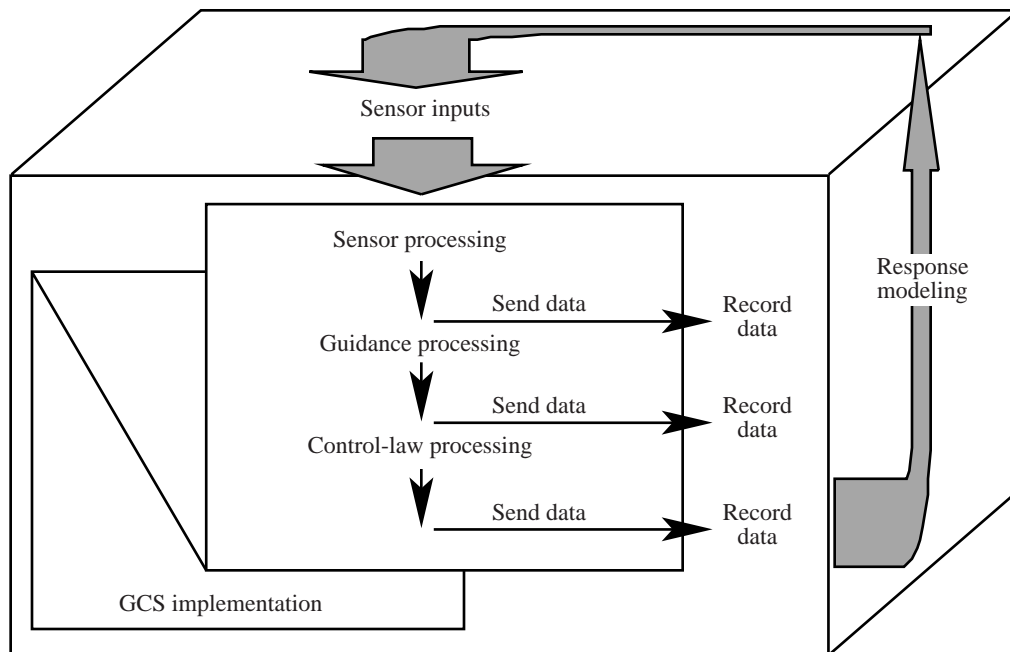 Sensor inputs
Sensor processing
Send data
Record
data
Response
modeling
Guidance processing
Send data
Record
data
Control-law processing
Send data
Record
data
GCS implementation